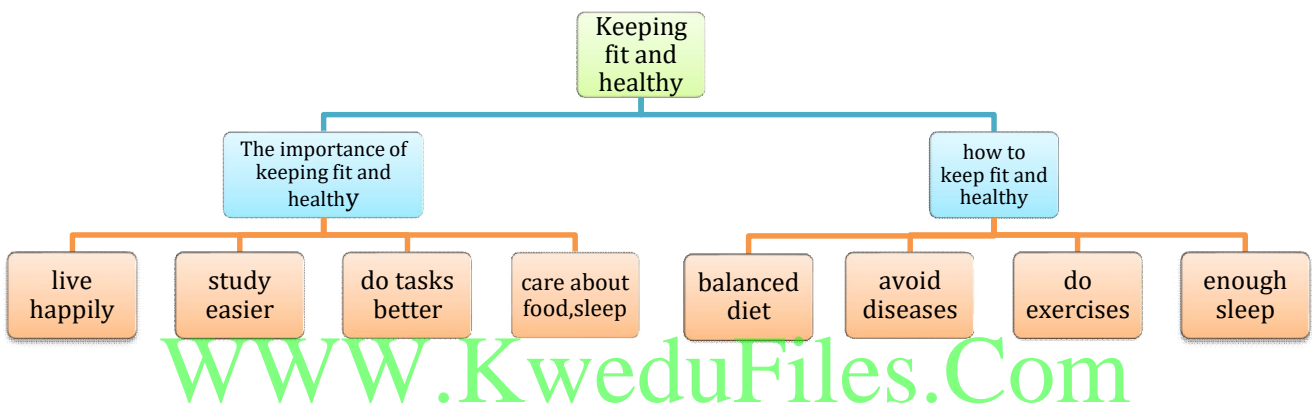 Keeping
fit and
healthy
The importance of
keeping fit and
healthy
how to
keep fit and
healthy
live
happily
study
easier
do tasks
better
care about
food,sleep
balanced
diet
avoid
diseases
do
exercises
enough
sleep
WWW.KweduFiles.Com